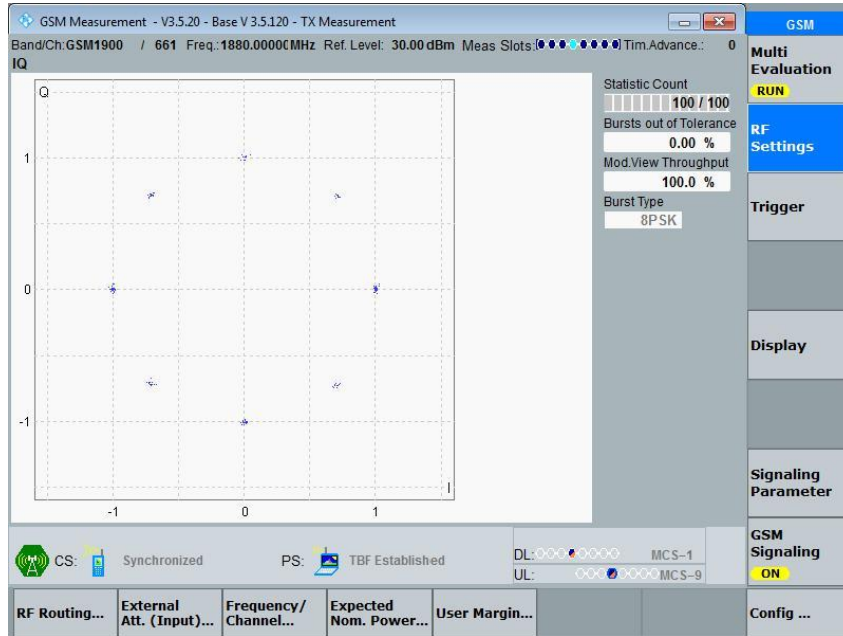 GSM Measurement - V3.5.20 - Base V 3.5.120 - TX Measurement
GSM
Band/Ch:GSM1900 / 661 Freq.:1880.0000 MHz Ref. Level: 30.00 dBm Meas Slots: Tim.Advance.: 0
IQ
Multi
Evaluation
RUN
Q
1
0
-1
I
-1 0 1
Statistic Count
100 / 100
Bursts out of Tolerance
0.00 %
Mod.View Throughput
100.0 %
Burst Type
8PSK
RF
Settings
Trigger
Display
Signaling
Parameter
GSM
Signaling
ON
CS: Synchronized PS: TBF Established DL: MCS-1
UL: MCS-9
RF Routing...
External
Att. (Input)...
Frequency/
Channel...
Expected
Nom. Power...
User Margin...
Config ...